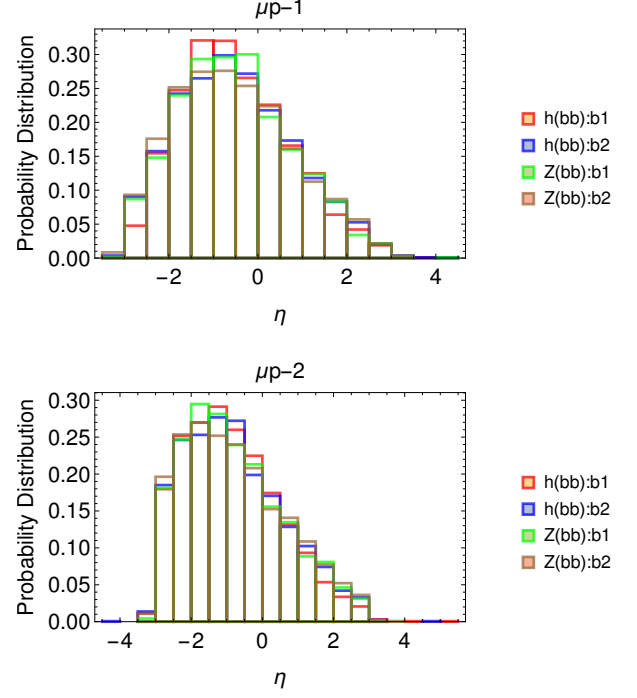 μp-1
Probability Distribution
0.30
0.25
0.20
0.15
0.10
0.05
0.00
−2 0 2 4
η
h(bb):b1
h(bb):b2
Z(bb):b1
Z(bb):b2
μp-2
Probability Distribution
0.30
0.25
0.20
0.15
0.10
0.05
0.00
−4 −2 0 2 4
η
h(bb):b1
h(bb):b2
Z(bb):b1
Z(bb):b2